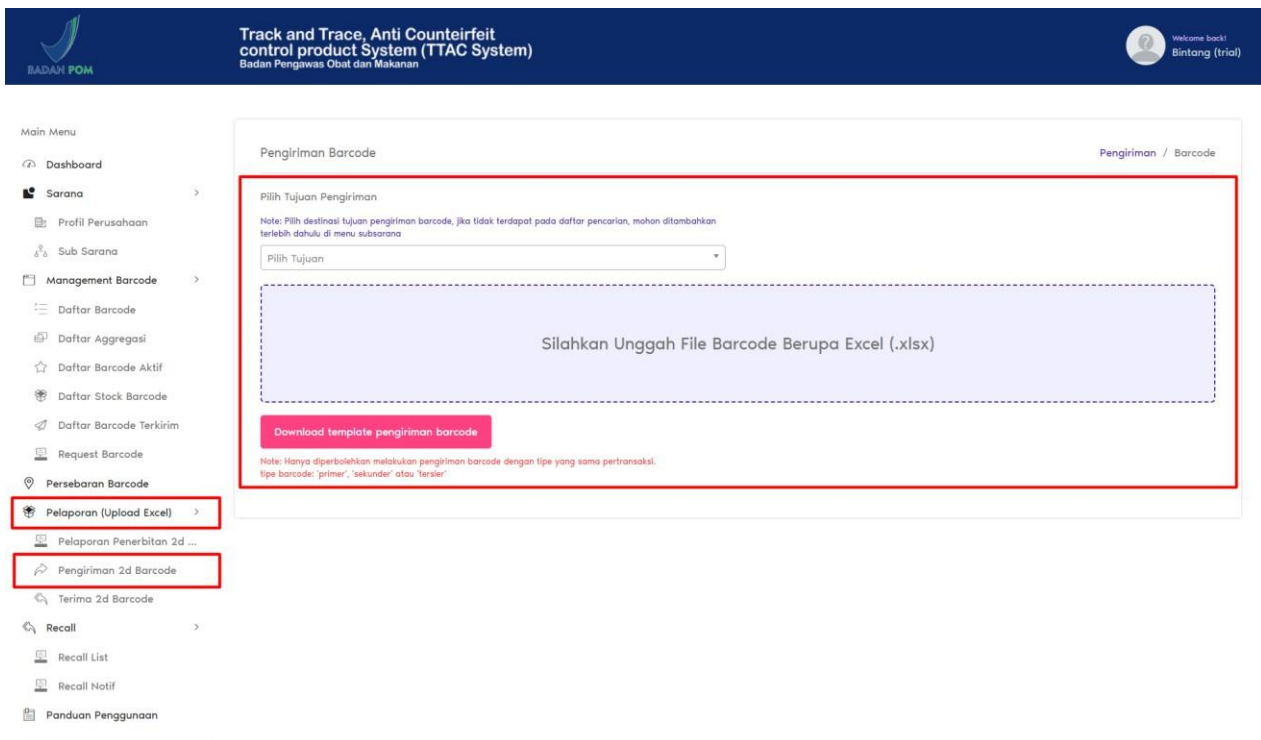 BADAN POM
Track and Trace, Anti Counteirfeit
control product System (TTAC System)
Badan Pengawas Obat dan Makanan
Welcome back!
Bintang (trial)
Main Menu
Dashboard
Sarana
Profil Perusahaan
Sub Sarana
Management Barcode
Daftar Barcode
Daftar Aggregasi
Daftar Barcode Aktif
Daftar Stock Barcode
Daftar Barcode Terkirim
Request Barcode
Persebaran Barcode
Pelaporan (Upload Excel)
Pelaporan Penerbitan 2d ...
Pengiriman 2d Barcode
Terima 2d Barcode
Recall
Recall List
Recall Notif
Panduan Penggunaan
Pengiriman Barcode
Pengiriman / Barcode
Pilih Tujuan Pengiriman
Note: Pilih destinasi tujuan pengiriman barcode, jika tidak terdapat pada daftar pencarian, mohon ditambahkan
terlebih dahulu di menu subsarana
Pilih Tujuan
Silahkan Unggah File Barcode Berupa Excel (.xlsx)
Download template pengiriman barcode
Note: Hanya diperbolehkan melakukan pengiriman barcode dengan tipe yang sama pertransaksi.
tipe barcode: 'primer', 'sekunder' atau 'tersier'